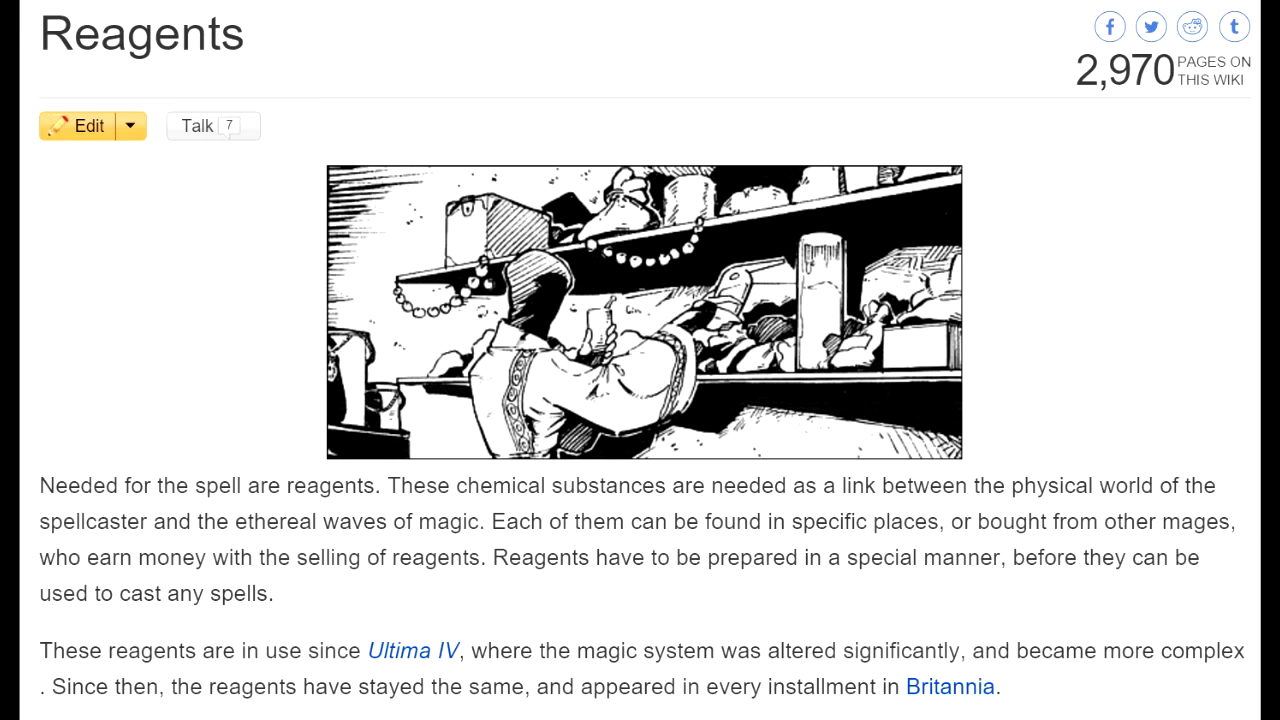 Reagents
2,970 PAGES ON
THIS WIKI
Edit
Talk 7
Needed for the spell are reagents. These chemical substances are needed as a link between the physical world of the
spellcaster and the ethereal waves of magic. Each of them can be found in specific places, or bought from other mages,
who earn money with the selling of reagents. Reagents have to be prepared in a special manner, before they can be
used to cast any spells.
These reagents are in use since Ultima IV, where the magic system was altered significantly, and became more complex
. Since then, the reagents have stayed the same, and appeared in every installment in Britannia.